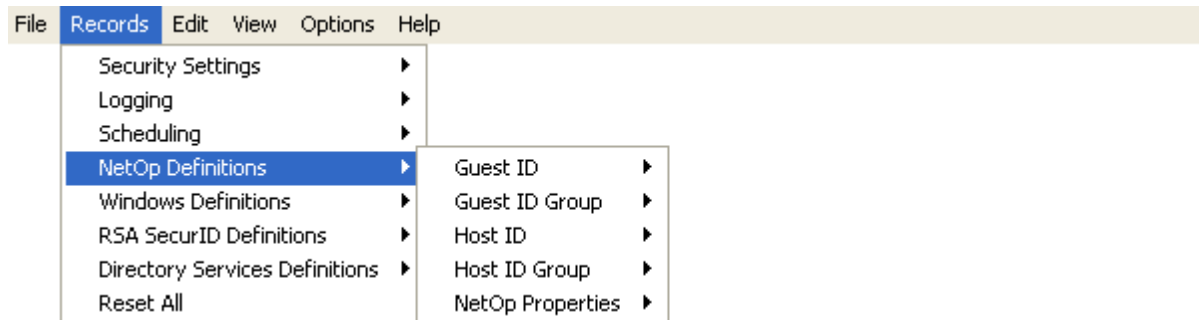 File Records Edit View Options Help
Security Settings
Logging
Scheduling
NetOp Definitions Guest ID
Windows Definitions Guest ID Group
RSA SecurID Definitions Host ID
Directory Services Definitions Host ID Group
Reset All NetOp Properties